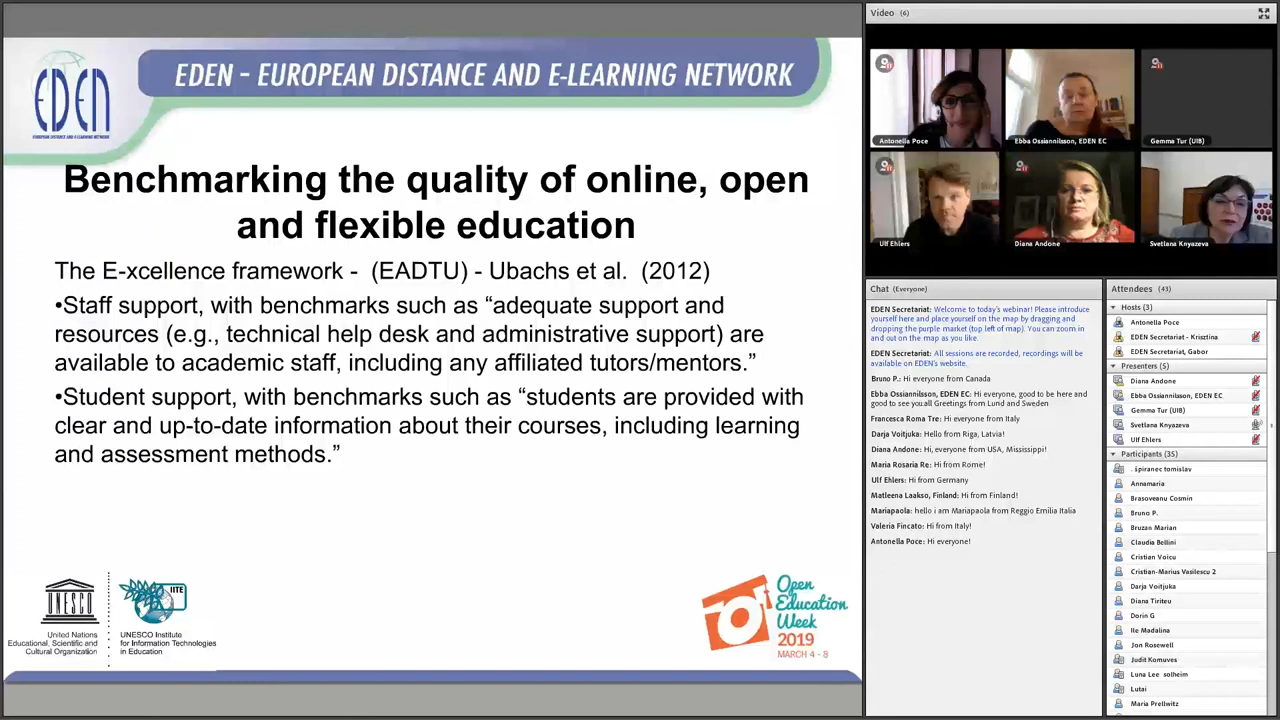 EDEN
EUROPEAN DISTANCE AND E-LEARNING NETWORK
EDEN - EUROPEAN DISTANCE AND E-LEARNING NETWORK
Benchmarking the quality of online, open
and flexible education
The E-xcellence framework - (EADTU) - Ubachs et al. (2012)
•Staff support, with benchmarks such as “adequate support and
resources (e.g., technical help desk and administrative support) are
available to academic staff, including any affiliated tutors/mentors.”
•Student support, with benchmarks such as “students are provided with
clear and up-to-date information about their courses, including learning
and assessment methods.”
UNESCO
United Nations
Educational, Scientific and
Cultural Organization
IITE
UNESCO Institute
for Information Technologies
in Education
Open
Education
Week
2019
MARCH 4 - 8
Video (6)
Antonella Poce
Ebba Ossiannilsson, EDEN EC
Gemma Tur (UIB)
Ulf Ehlers
Diana Andone
Svetlana Knyazeva
Chat (Everyone)
EDEN Secretariat: Welcome to today's webinar! Please introduce
yourself here and place yourself on the map by dragging and
dropping the purple market (top left of map). You can zoom in
and out on the map as you like.
EDEN Secretariat: All sessions are recorded, recordings will be
available on EDEN's website.
Bruno P.: Hi everyone from Canada
Ebba Ossiannilsson, EDEN EC: Hi everyone, good to be here and
good to see you.all Greetings from Lund and Sweden
Francesca Roma Tre: Hi everyone from Italy
Darja Voitjuka: Hello from Riga, Latvia!
Diana Andone: Hi, everyone from USA, Mississippi!
Maria Rosaria Re: Hi from Rome!
Ulf Ehlers: Hi from Germany
Matleena Laakso, Finland: Hi from Finland!
Mariapaola: hello i am Mariapaola from Reggio Emilia Italia
Valeria Fincato: Hi from Italy!
Antonella Poce: Hi everyone!
Attendees (43)
Hosts (3)
Antonella Poce
EDEN Secretariat - Krisztina
EDEN Secretariat, Gabor
Presenters (5)
Diana Andone
Ebba Ossiannilsson, EDEN EC
Gemma Tur (UIB)
Svetlana Knyazeva
Ulf Ehlers
Participants (35)
. špiranec tomislav
Annamaria
Brasoveanu Cosmin
Bruno P.
Bruzan Marian
Claudia Bellini
Cristian Voicu
Cristian-Marius Vasilescu 2
Darja Voitjuka
Diana Tiriteu
Dorin G
Ile Madalina
Jon Rosewell
Judit Komuves
Luna Lee solheim
Lutai
Maria Prellwitz